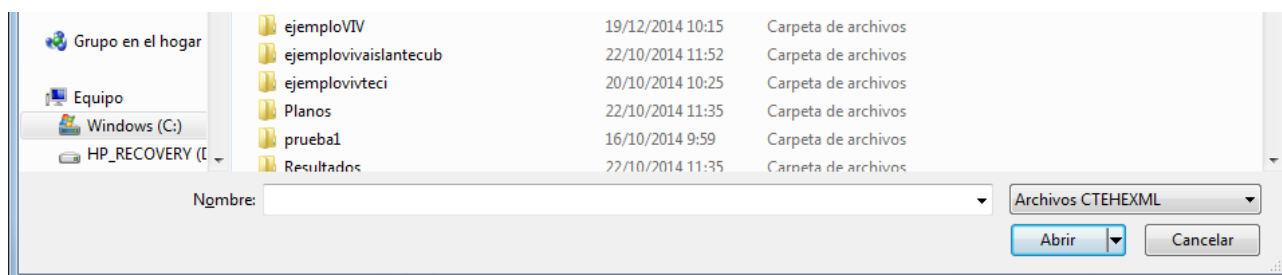 ejemploVIV 19/12/2014 10:15 Carpeta de archivos
Grupo en el hogar
ejemplovivaislantecub 22/10/2014 11:52 Carpeta de archivos
ejemplovivteci 20/10/2014 10:25 Carpeta de archivos
Equipo
Planos 22/10/2014 11:35 Carpeta de archivos
Windows (C:)
prueba1 16/10/2014 9:59 Carpeta de archivos
HP_RECOVERY (D
Resultados 22/10/2014 11:35 Carpeta de archivos
Nombre: Archivos CTEHEXML
Abrir Cancelar